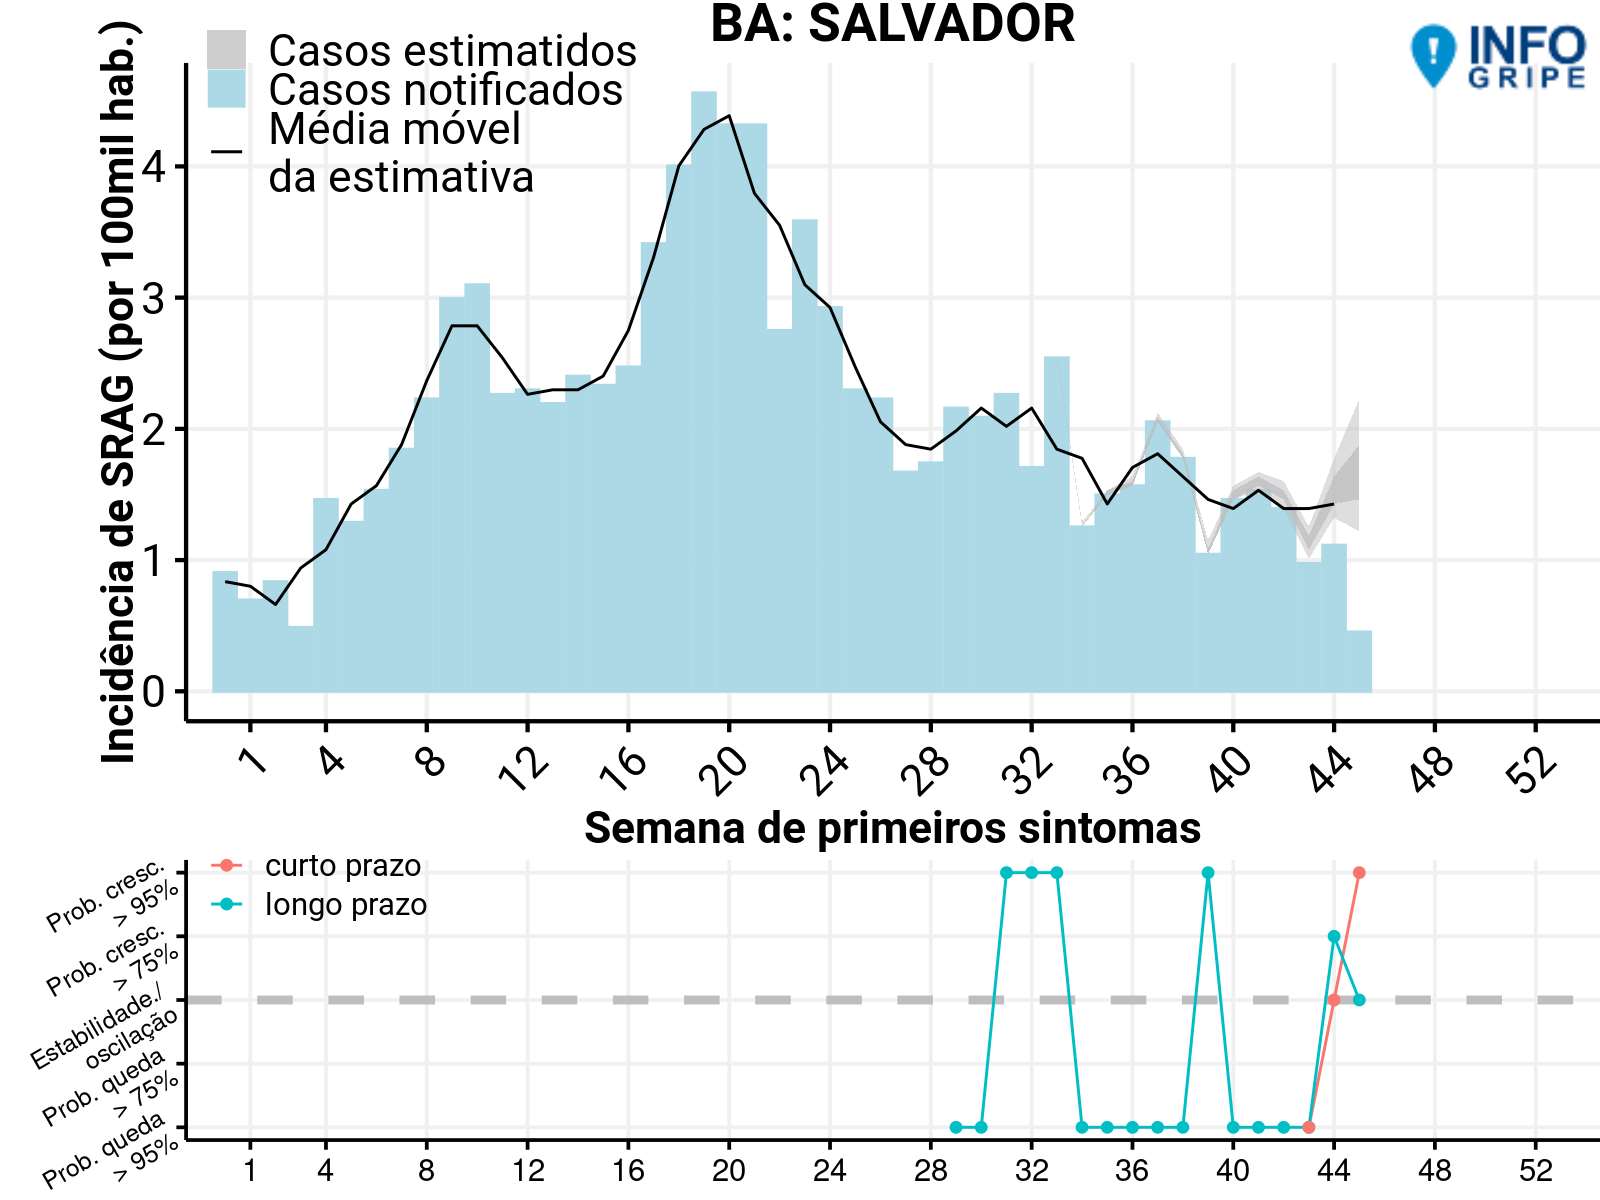 BA: SALVADOR
INFO
GRIPE
Casos estimatidos
Casos notificados
Média móvel
da estimativa
Incidência de SRAG (por 100mil hab.)
4
3
2
1
0
1 4 8 12 16 20 24 28 32 36 40 44 48 52
Semana de primeiros sintomas
curto prazo
longo prazo
Prob. cresc.
> 95%
Prob. cresc.
> 75%
Estabilidade./
oscilação
Prob. queda
> 75%
Prob. queda
> 95%
1 4 8 12 16 20 24 28 32 36 40 44 48 52